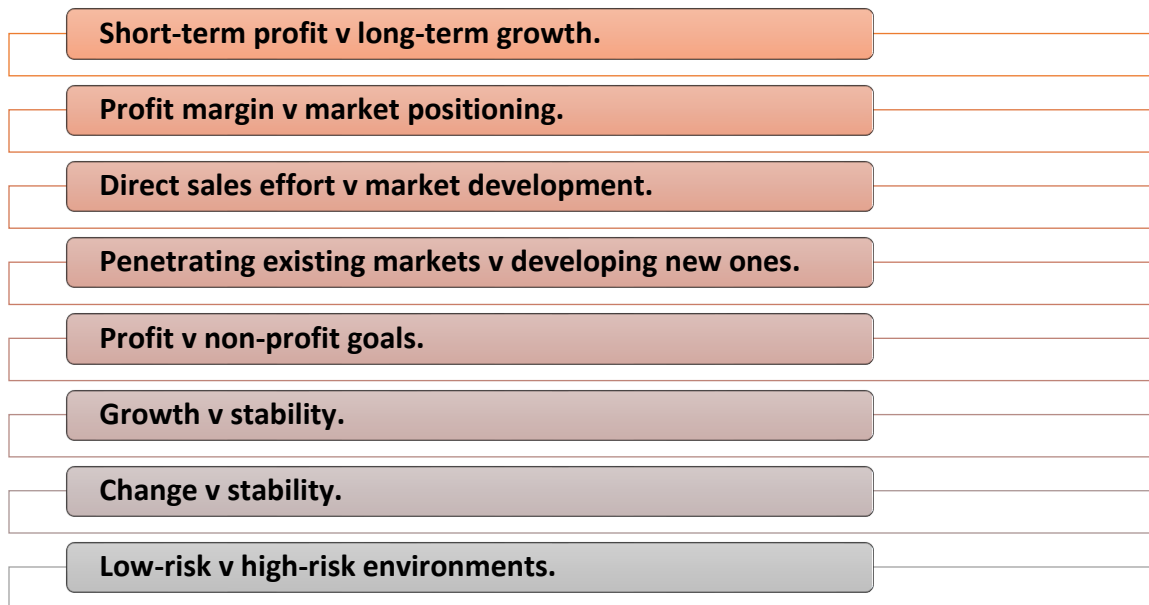 Short-term profit v long-term growth.
Profit margin v market positioning.
Direct sales effort v market development.
Penetrating existing markets v developing new ones.
Profit v non-profit goals.
Growth v stability.
Change v stability.
Low-risk v high-risk environments.